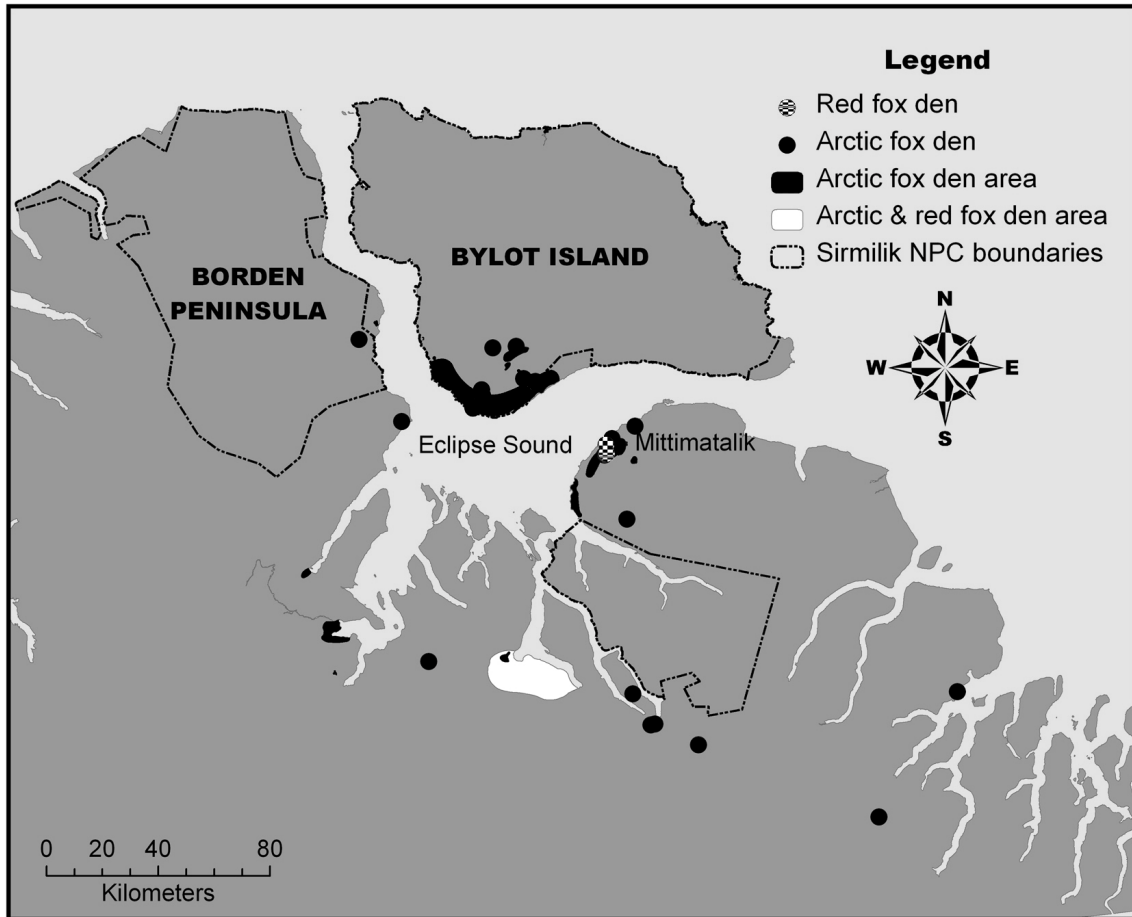 Legend
Red fox den
Arctic fox den
Arctic fox den area
Arctic & red fox den area
Sirmilik NPC boundaries
BYLOT ISLAND
BORDEN
PENINSULA
N
W
E
S
Eclipse Sound
Mittimatalik
0 20 40 80
Kilometers